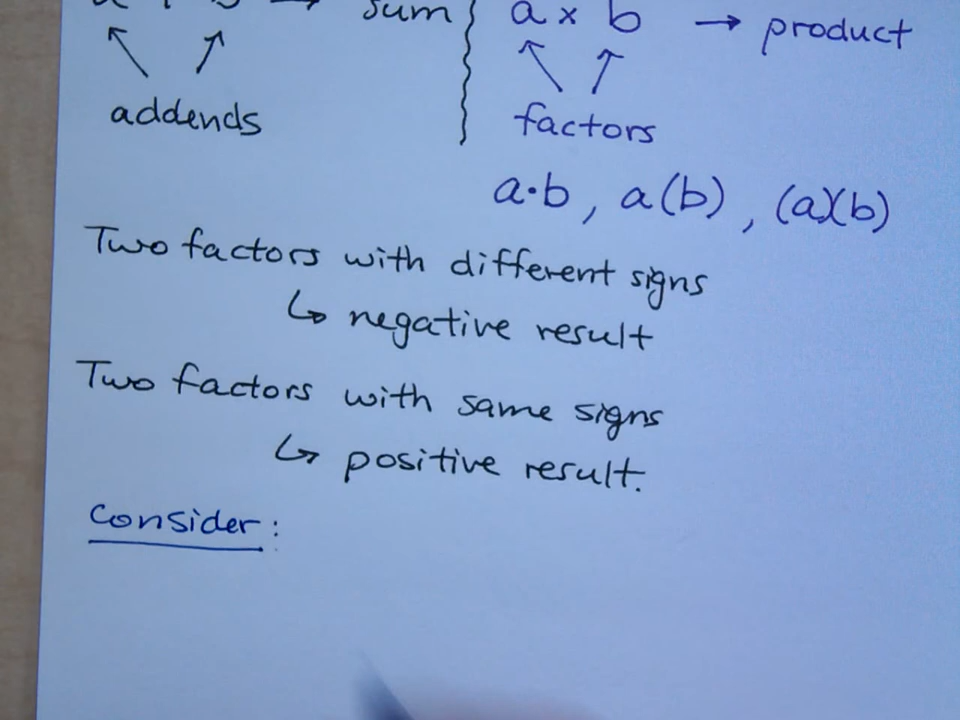 sum a × b → product
addends
factors
a·b, a(b), (a)(b)
Two factors with different signs
↳ negative result
Two factors with same signs
↳ positive result.
Consider: